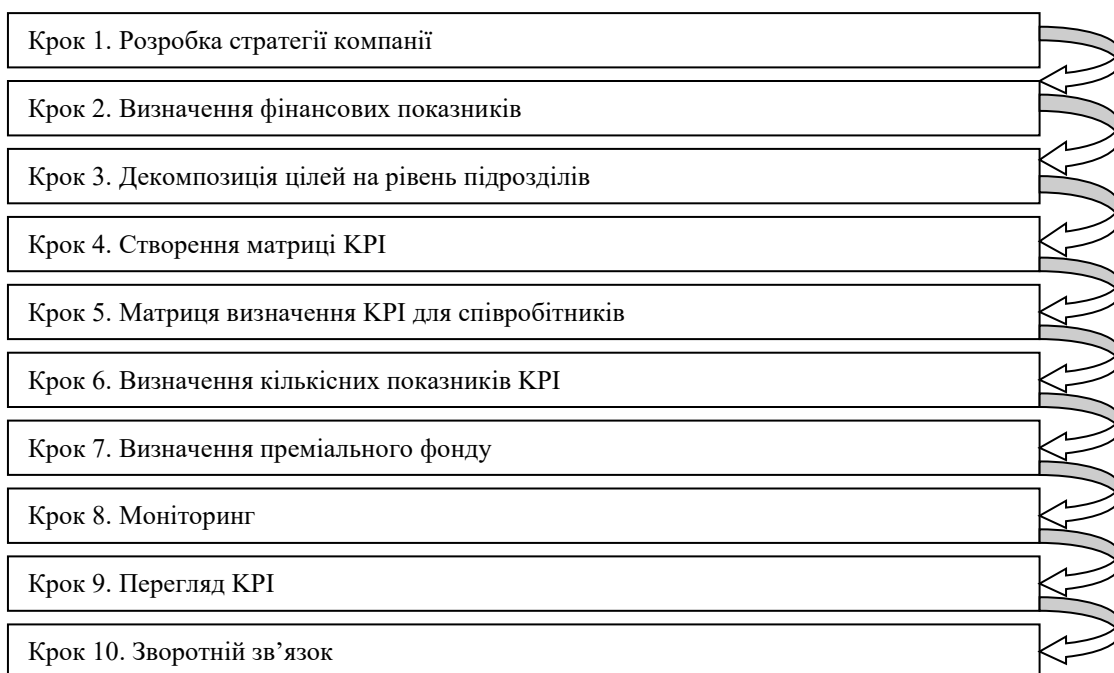 Крок 1. Розробка стратегії компанії
Крок 2. Визначення фінансових показників
Крок 3. Декомпозиція цілей на рівень підрозділів
Крок 4. Створення матриці KPI
Крок 5. Матриця визначення KPI для співробітників
Крок 6. Визначення кількісних показників KPI
Крок 7. Визначення преміального фонду
Крок 8. Моніторинг
Крок 9. Перегляд KPI
Крок 10. Зворотній зв’язок